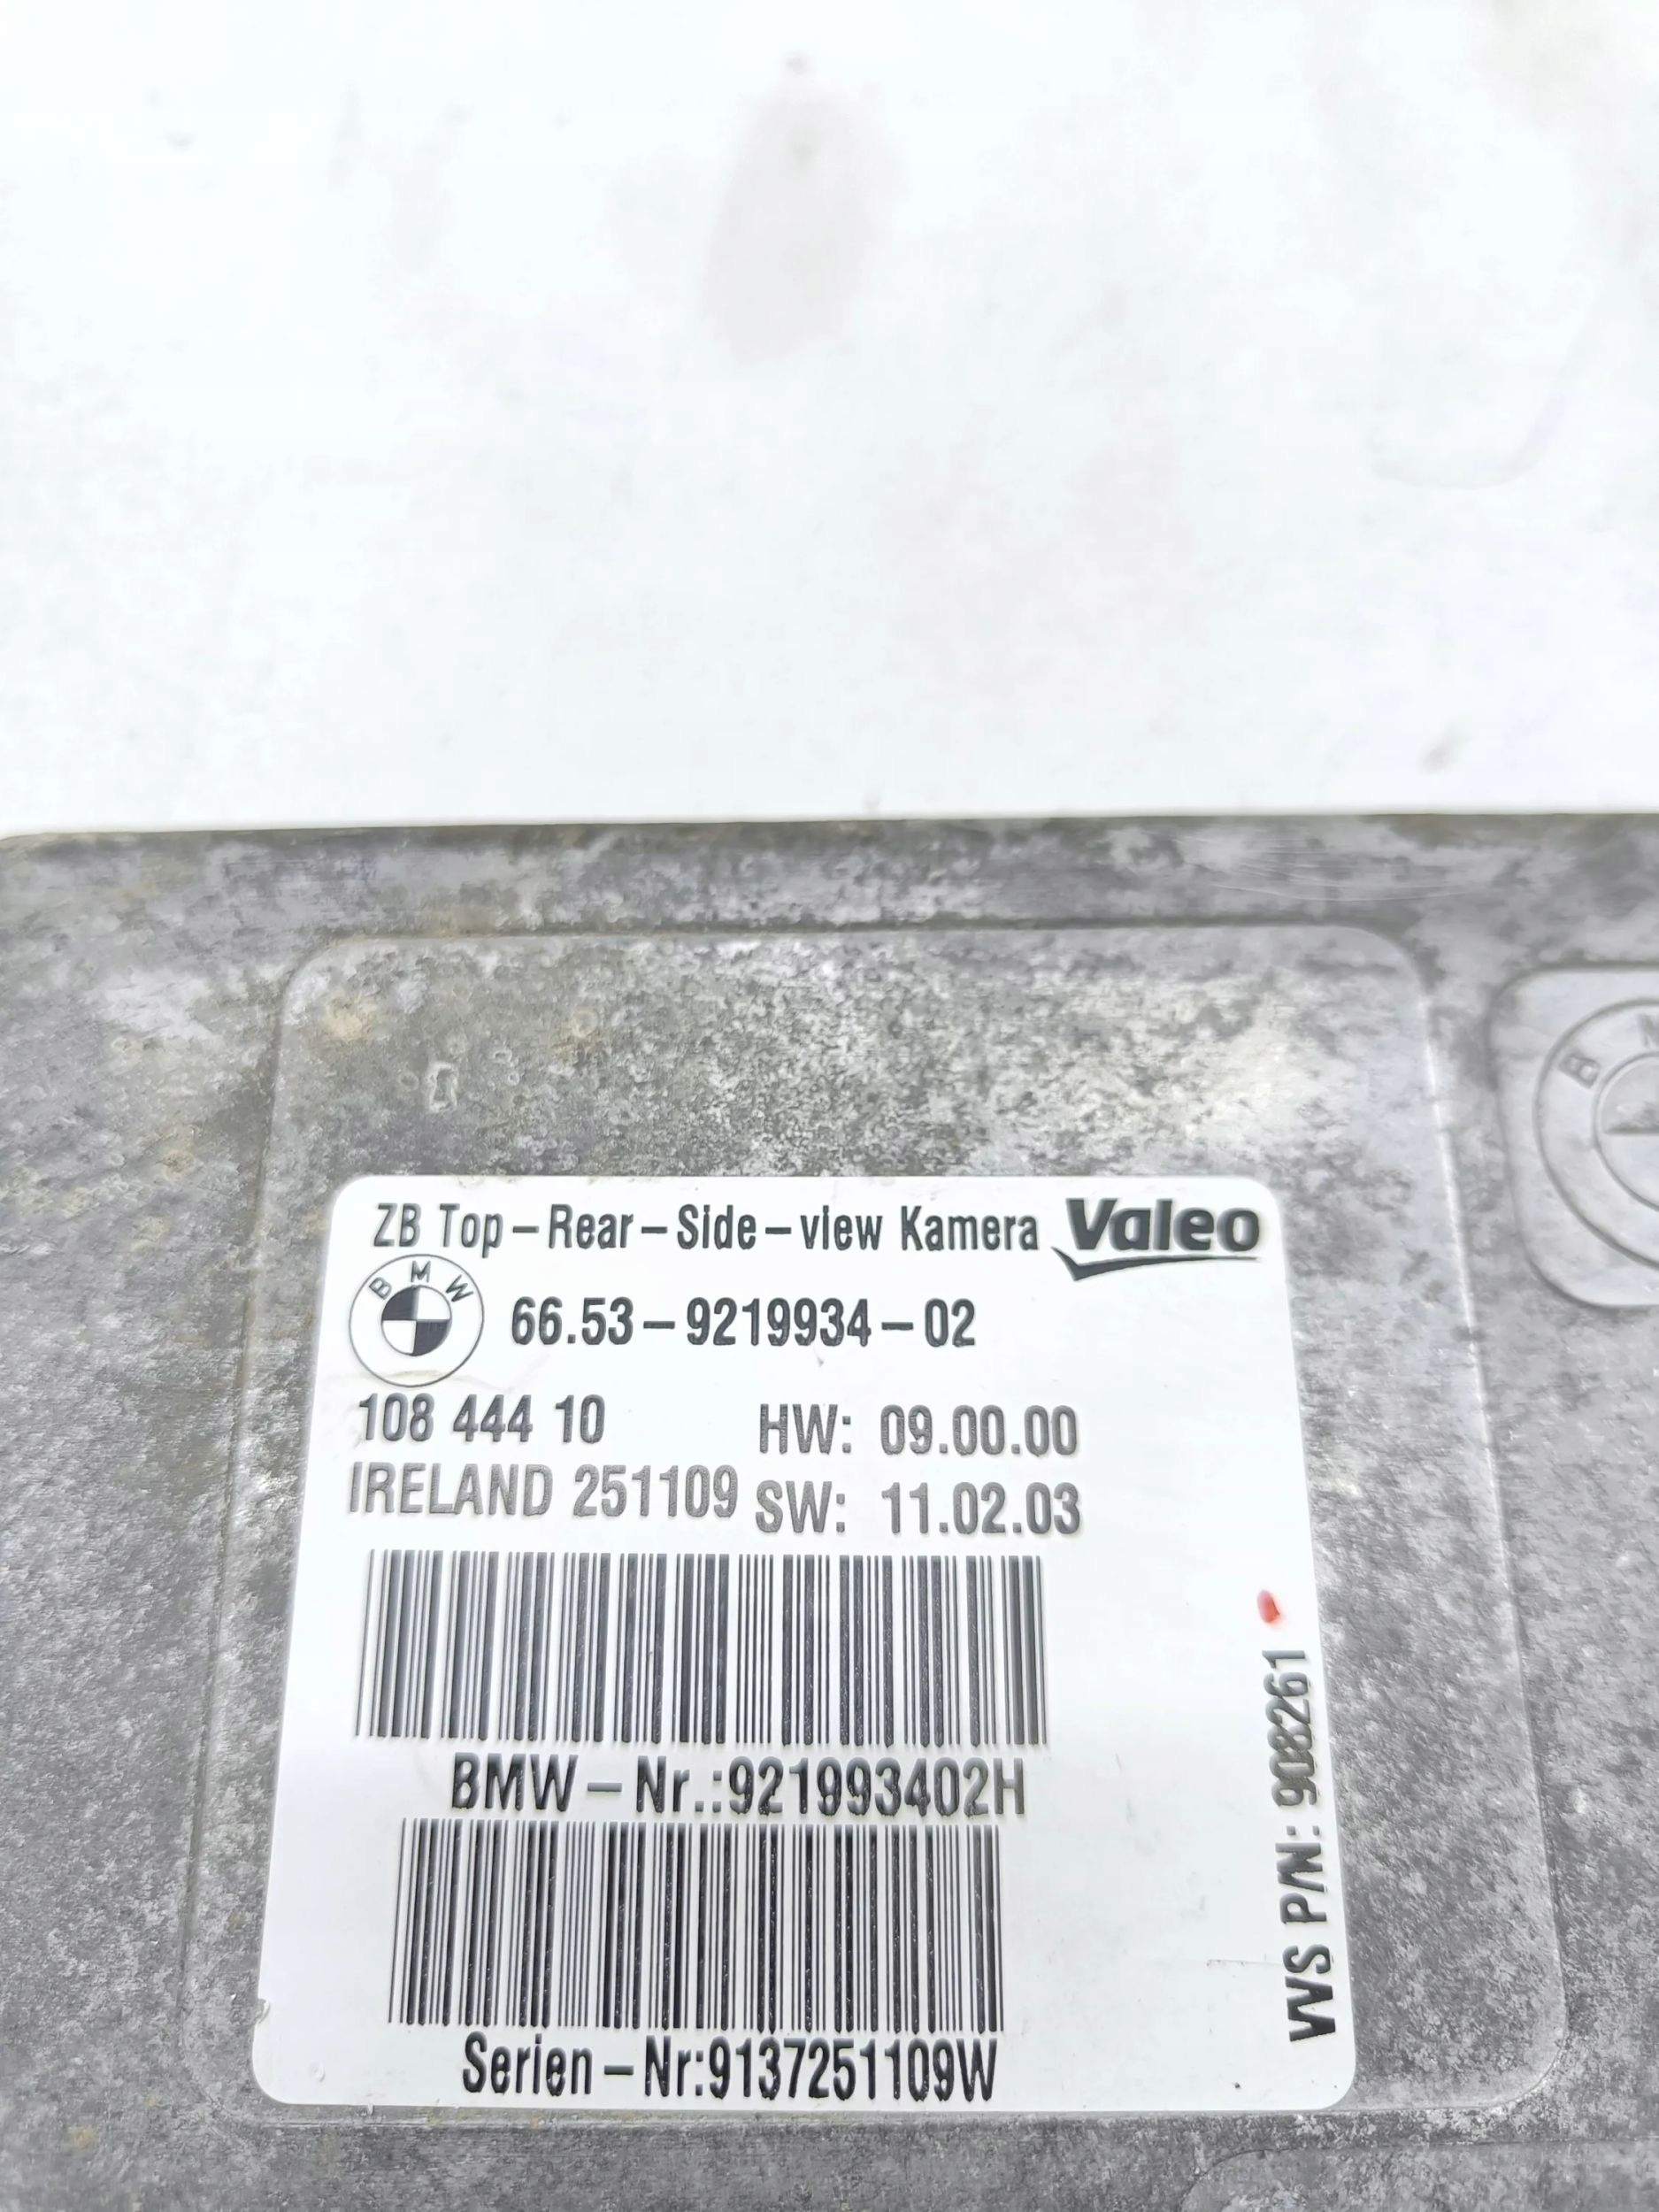 ZB Top-Rear-Side-view Kamera Valeo
BMW
66.53-9219934-02
108 444 10 HW: 09.00.00
IRELAND 251109 SW: 11.02.03
BMW-Nr.:921993402H
Serien-Nr:9137251109W
VVS P/N: 908261
B M